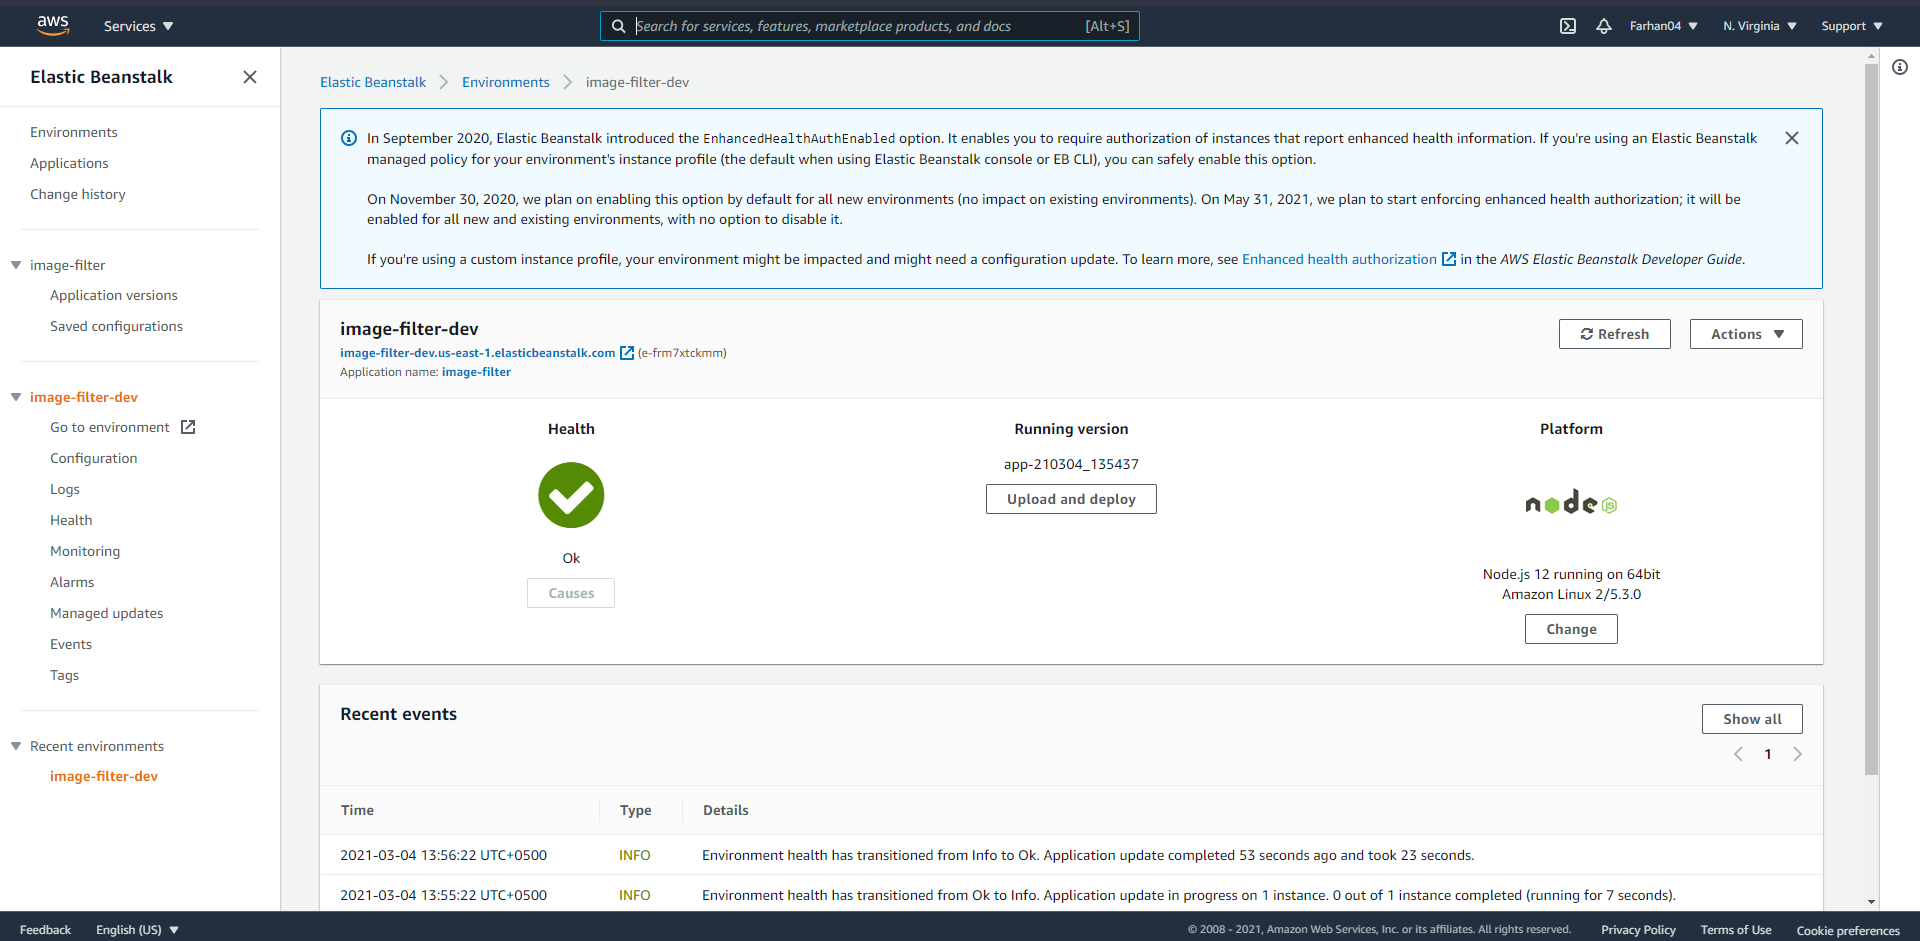 aws
Services
Search for services, features, marketplace products, and docs
[Alt+S]
Farhan04
N. Virginia
Support
Elastic Beanstalk
Environments
Applications
Change history
image-filter
Application versions
Saved configurations
image-filter-dev
Go to environment
Configuration
Logs
Health
Monitoring
Alarms
Managed updates
Events
Tags
Recent environments
image-filter-dev
Elastic Beanstalk
Environments
image-filter-dev
In September 2020, Elastic Beanstalk introduced the EnhancedHealthAuthEnabled option. It enables you to require authorization of instances that report enhanced health information. If you're using an Elastic Beanstalk
managed policy for your environment's instance profile (the default when using Elastic Beanstalk console or EB CLI), you can safely enable this option.
On November 30, 2020, we plan on enabling this option by default for all new environments (no impact on existing environments). On May 31, 2021, we plan to start enforcing enhanced health authorization; it will be
enabled for all new and existing environments, with no option to disable it.
If you're using a custom instance profile, your environment might be impacted and might need a configuration update. To learn more, see Enhanced health authorization in the AWS Elastic Beanstalk Developer Guide.
image-filter-dev
image-filter-dev.us-east-1.elasticbeanstalk.com (e-frm7xtckmm)
Application name: image-filter
Refresh
Actions
Health
Ok
Causes
Running version
app-210304_135437
Upload and deploy
Platform
node JS
Node.js 12 running on 64bit
Amazon Linux 2/5.3.0
Change
Recent events
Show all
1
Time Type Details
2021-03-04 13:56:22 UTC+0500 INFO Environment health has transitioned from Info to Ok. Application update completed 53 seconds ago and took 23 seconds.
2021-03-04 13:55:22 UTC+0500 INFO Environment health has transitioned from Ok to Info. Application update in progress on 1 instance. 0 out of 1 instance completed (running for 7 seconds).
Feedback
English (US)
© 2008 - 2021, Amazon Web Services, Inc. or its affiliates. All rights reserved.
Privacy Policy
Terms of Use
Cookie preferences